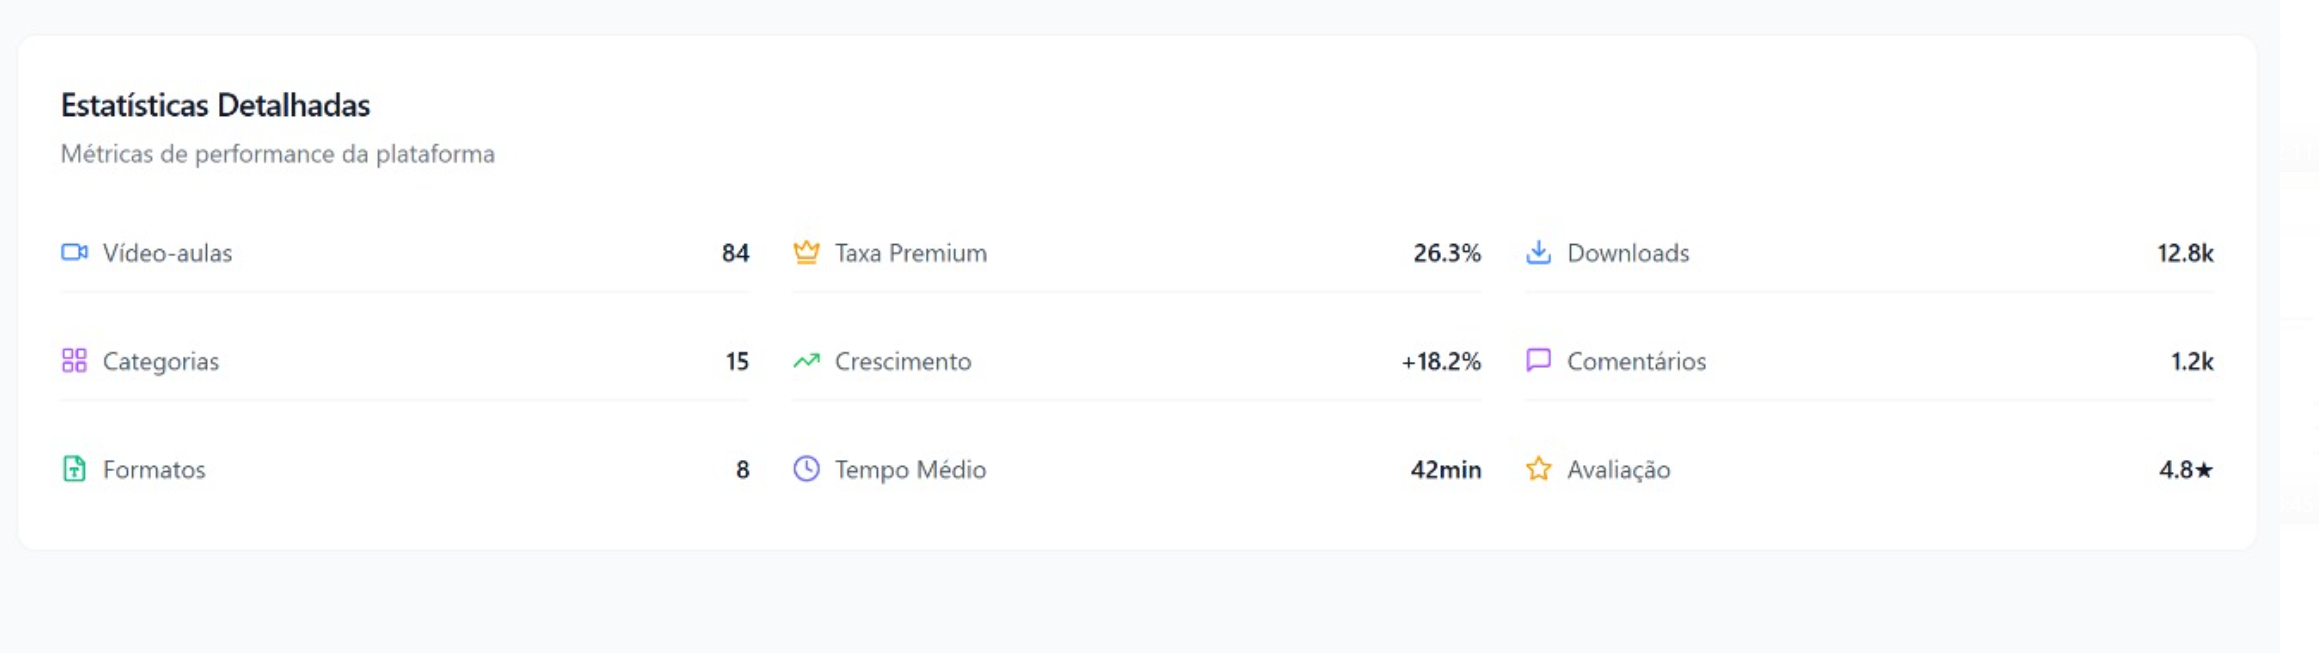 Estatísticas Detalhadas
Métricas de performance da plataforma
Vídeo-aulas 84 Taxa Premium 26.3% Downloads 12.8k
Categorias 15 Crescimento +18.2% Comentários 1.2k
Formatos 8 Tempo Médio 42min Avaliação 4.8★